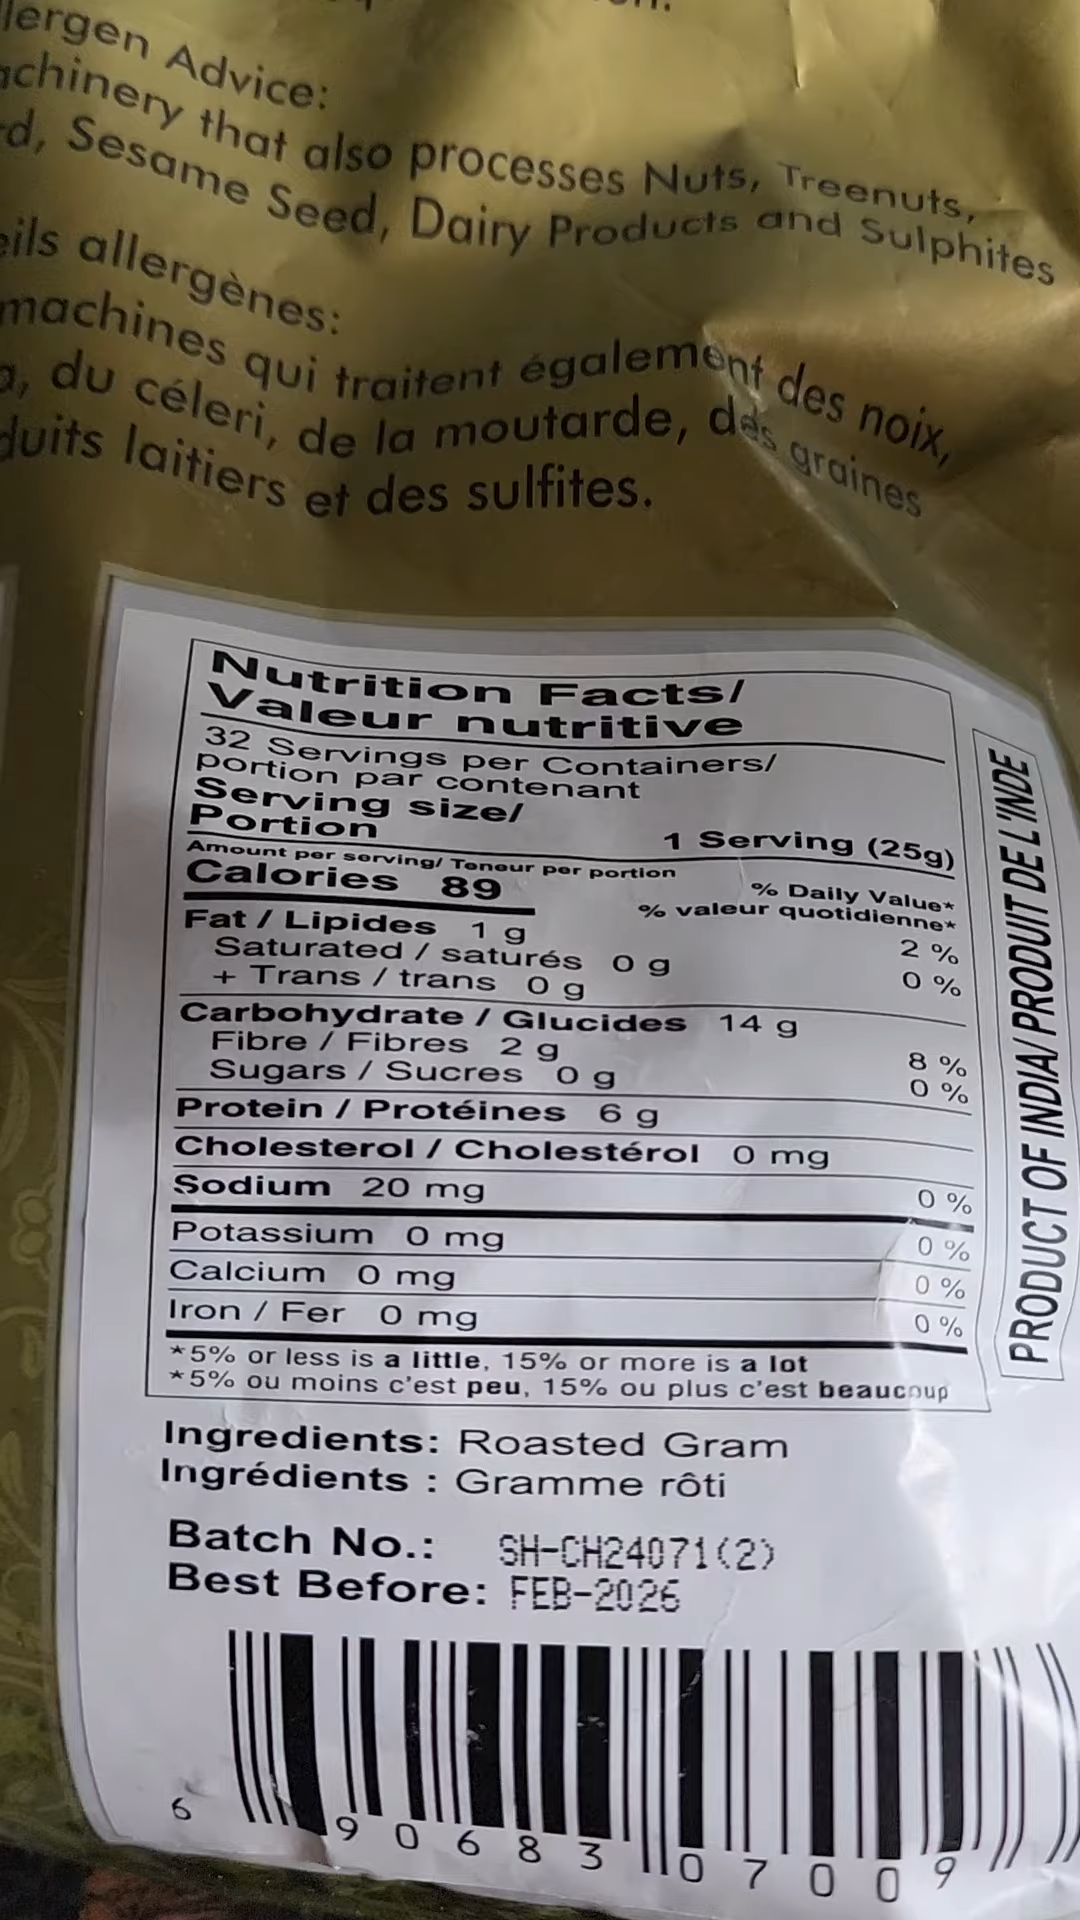 Advice:
that also processes Nuts, Treenuts,
Sesame Seed, Dairy Products and Sulphites
allergènes:
machines qui traitent également des noix,
du céleri, de la moutarde, des graines
laitiers et des sulfites.
Nutrition Facts/
Valeur nutritive
32 Servings per Containers/
portion par contenant
Serving size/
Portion 1 Serving (25g)
Amount per serving/ Teneur per portion
Calories 89 % Daily Value*
% valeur quotidienne*
Fat / Lipides 1 g 2 %
Saturated / saturés 0 g 0 %
+ Trans / trans 0 g
Carbohydrate / Glucides 14 g
Fibre / Fibres 2 g 8 %
Sugars / Sucres 0 g 0 %
Protein / Protéines 6 g
Cholesterol / Cholestérol 0 mg
Sodium 20 mg 0 %
Potassium 0 mg 0 %
Calcium 0 mg 0 %
Iron / Fer 0 mg 0 %
*5% or less is a little, 15% or more is a lot
*5% ou moins c'est peu, 15% ou plus c'est beaucoup
PRODUCT OF INDIA/ PRODUIT DE L'INDE
Ingredients: Roasted Gram
Ingrédients : Gramme rôti
Batch No.: SH-CH24071(2)
Best Before: FEB-2026
6 90683 07009